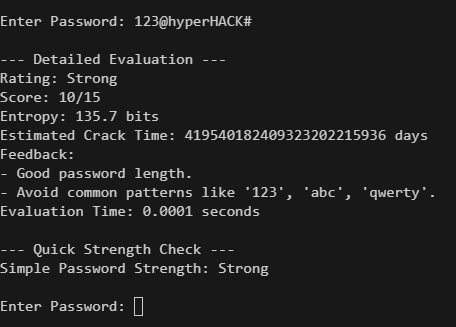 Enter Password: 123@hyperHACK#
--- Detailed Evaluation ---
Rating: Strong
Score: 10/15
Entropy: 135.7 bits
Estimated Crack Time: 419540182409323202215936 days
Feedback:
- Good password length.
- Avoid common patterns like '123', 'abc', 'qwerty'.
Evaluation Time: 0.0001 seconds
--- Quick Strength Check ---
Simple Password Strength: Strong
Enter Password: